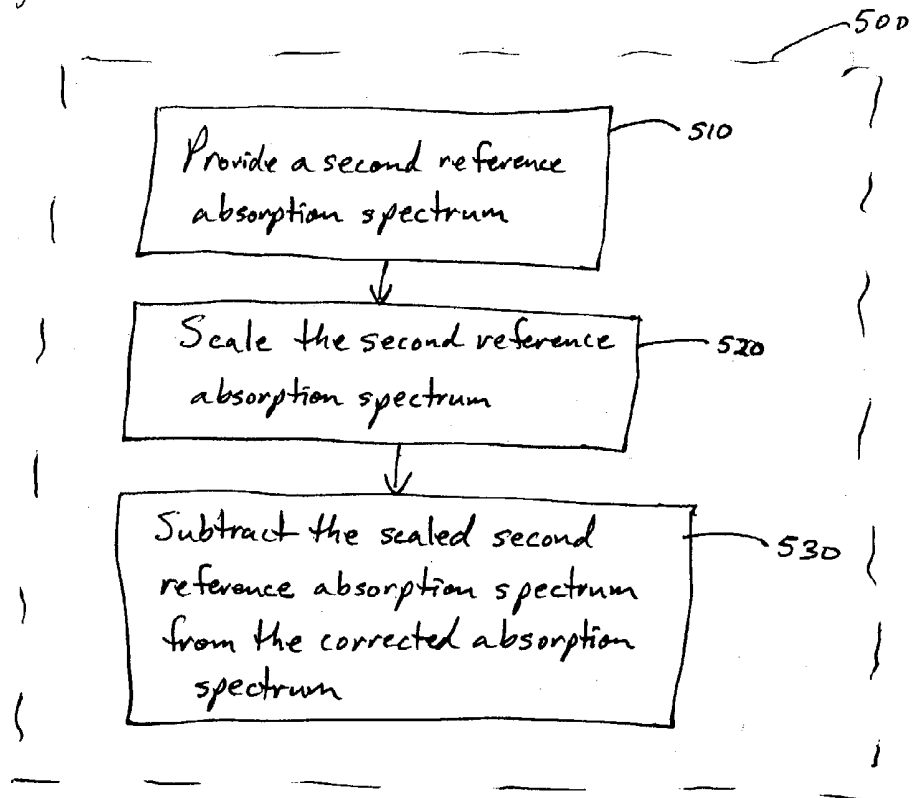 500
510
Provide a second reference
absorption spectrum
Scale the second reference
520
absorption spectrum
Subtract the scaled second
530
reference absorption spectrum
from the corrected absorption
spectrum